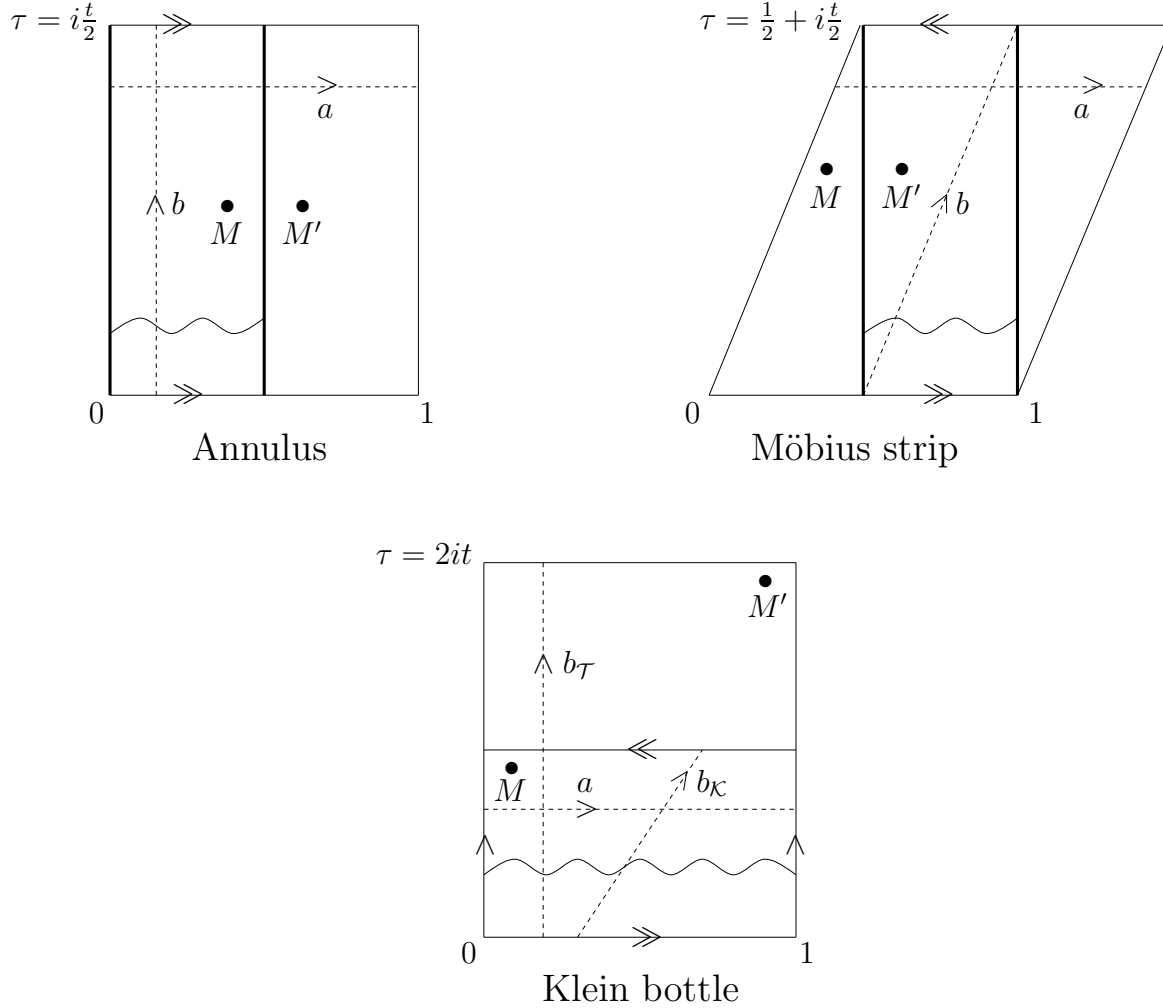 τ = i t/2
a
b
M
M'
0
1
Annulus
τ = 1/2 + i t/2
a
M
M'
b
0
1
Möbius strip
τ = 2it
M'
b_𝒯
M
a
b_𝒦
0
1
Klein bottle